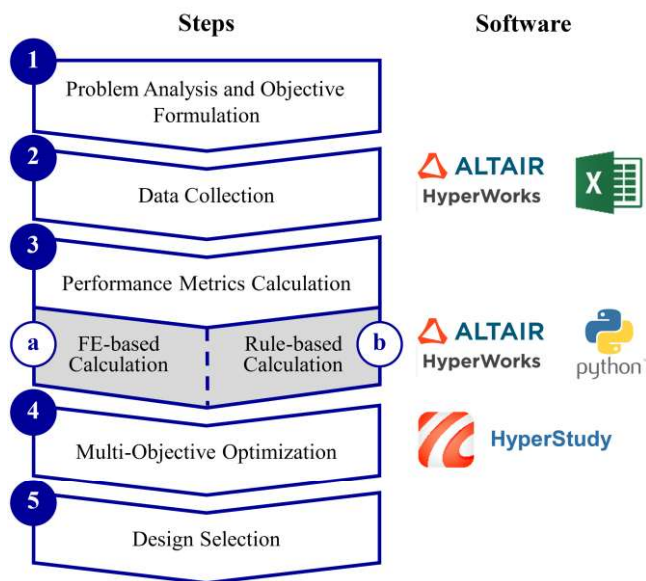 Steps
Software
1
Problem Analysis and Objective
Formulation
2
Data Collection
ALTAIR
HyperWorks
X
3
Performance Metrics Calculation
a
FE-based
Calculation
Rule-based
Calculation
b
ALTAIR
HyperWorks
python
4
Multi-Objective Optimization
HyperStudy
5
Design Selection